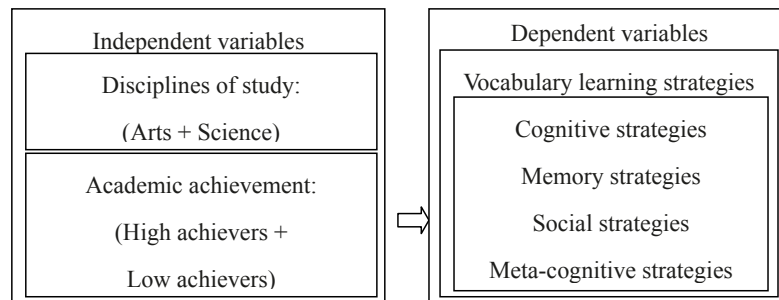 Independent variables
Disciplines of study:
(Arts + Science)
Academic achievement:
(High achievers +
Low achievers)
Dependent variables
Vocabulary learning strategies
Cognitive strategies
Memory strategies
Social strategies
Meta-cognitive strategies